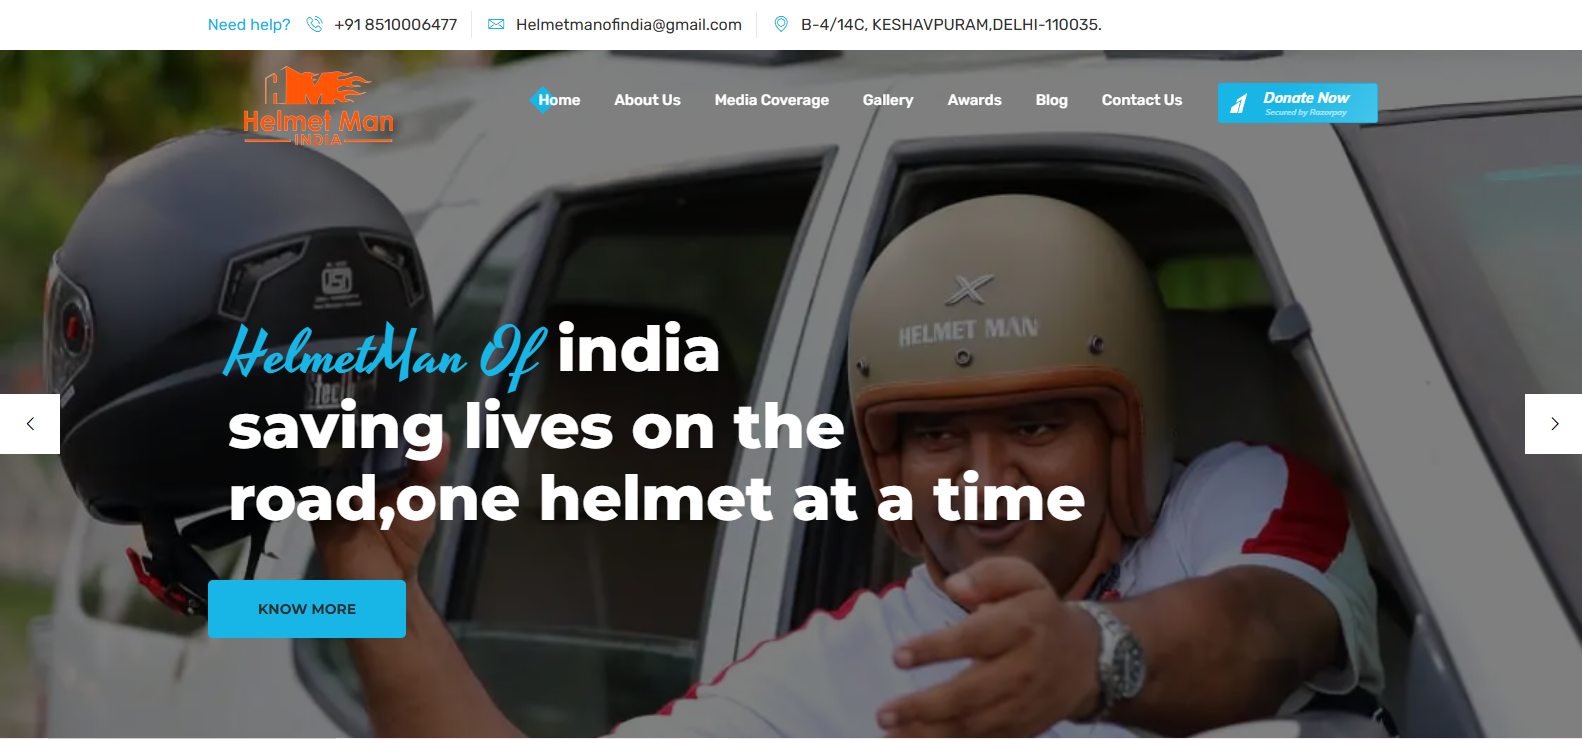 Need help? +91 8510006477 Helmetmanofindia@gmail.com B-4/14C, KESHAVPURAM,DELHI-110035.
Helmet Man
INDIA
Home About Us Media Coverage Gallery Awards Blog Contact Us
Donate Now
Secured by Razorpay
ISI
X
HELMET MAN
HelmetMan Of india
saving lives on the
road,one helmet at a time
KNOW MORE